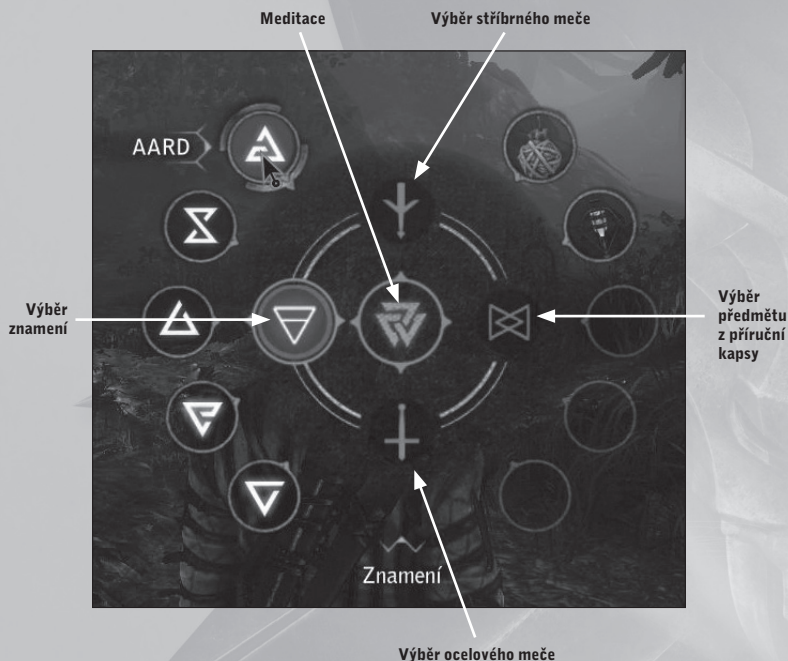 Meditace
Výběr stříbrného meče
AARD
Výběr
znamení
Výběr
předmětu
z příruční
kapsy
Znamení
Výběr ocelového meče